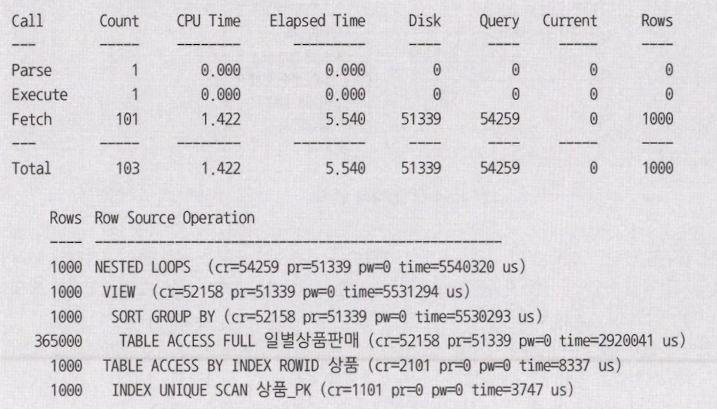 Call Count CPU Time Elapsed Time Disk Query Current Rows
--- ----- -------- --------- ---- ---- ----- ----
Parse 1 0.000 0.000 0 0 0 0
Execute 1 0.000 0.000 0 0 0 0
Fetch 101 1.422 5.540 51339 54259 0 1000
--- ----- -------- --------- ---- ---- ----- ----
Total 103 1.422 5.540 51339 54259 0 1000
Rows Row Source Operation
---- ---------------------------------------------------
1000 NESTED LOOPS (cr=54259 pr=51339 pw=0 time=5540320 us)
1000 VIEW (cr=52158 pr=51339 pw=0 time=5531294 us)
1000 SORT GROUP BY (cr=52158 pr=51339 pw=0 time=5530293 us)
365000 TABLE ACCESS FULL 일별상품판매 (cr=52158 pr=51339 pw=0 time=2920041 us)
1000 TABLE ACCESS BY INDEX ROWID 상품 (cr=2101 pr=0 pw=0 time=8337 us)
1000 INDEX UNIQUE SCAN 상품_PK (cr=1101 pr=0 pw=0 time=3747 us)